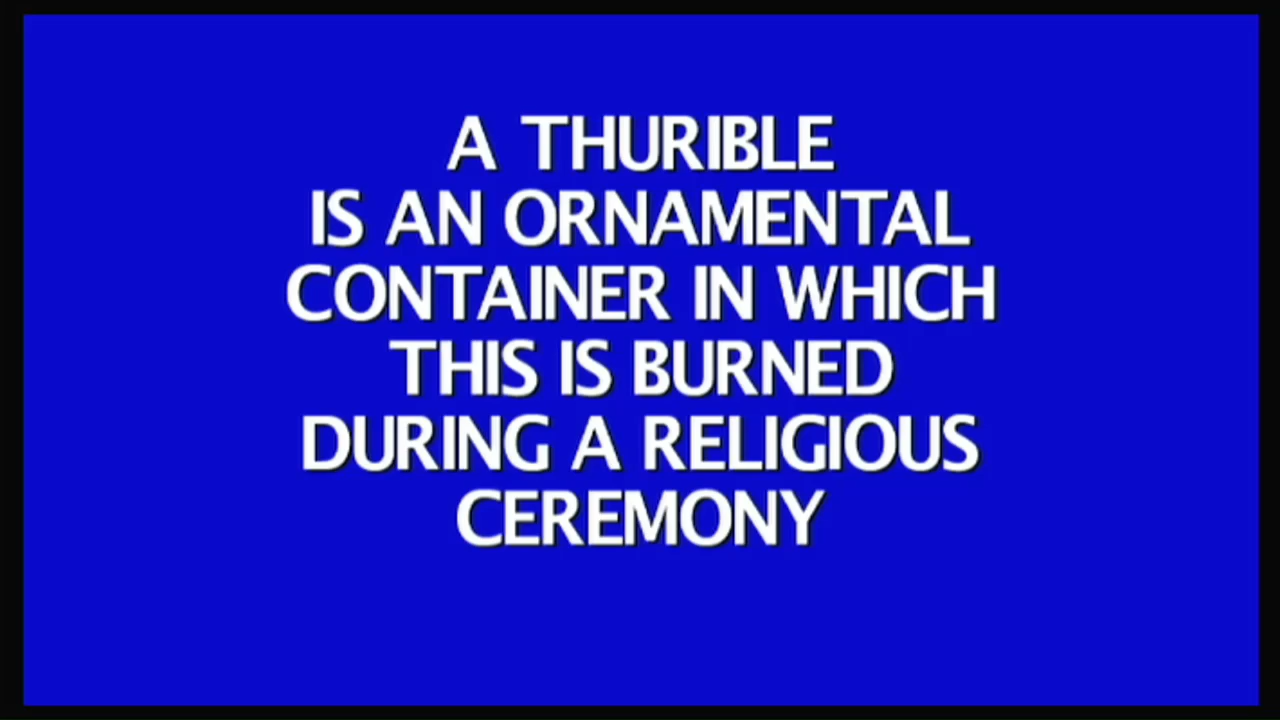 A THURIBLE
IS AN ORNAMENTAL
CONTAINER IN WHICH
THIS IS BURNED
DURING A RELIGIOUS
CEREMONY